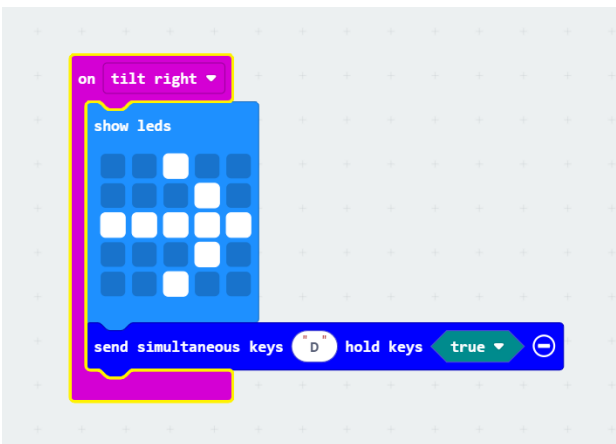 on tilt right
show leds
send simultaneous keys "D" hold keys true